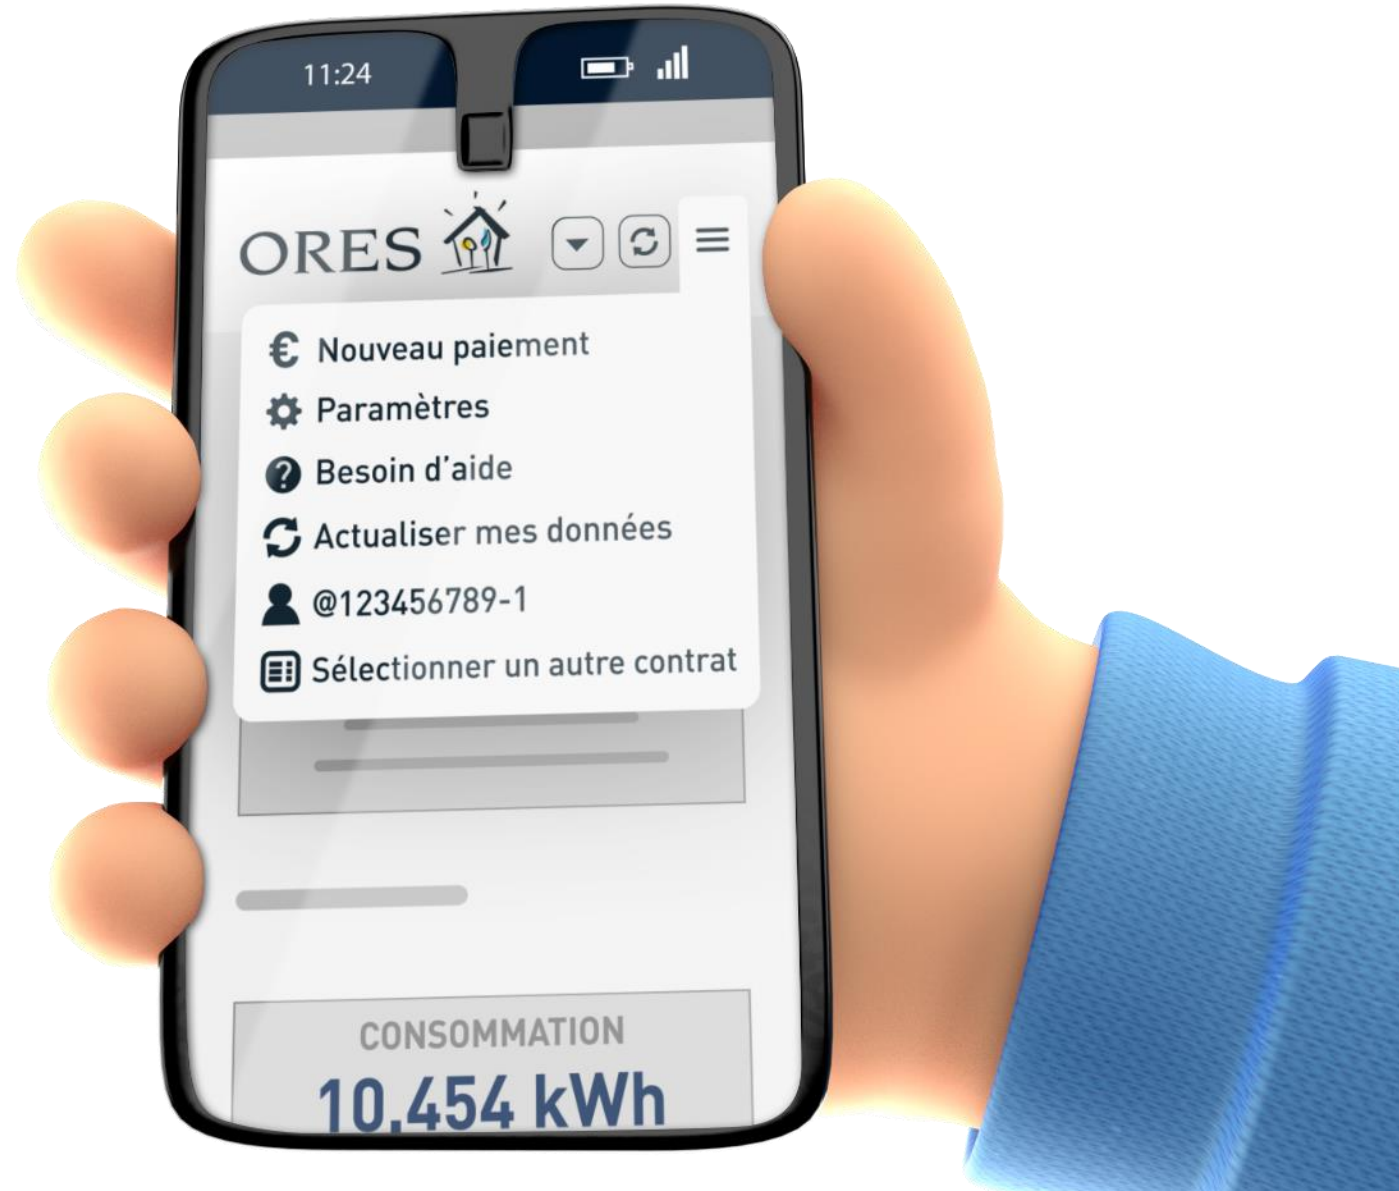 11:24
ORES
€ Nouveau paiement
Paramètres
? Besoin d'aide
Actualiser mes données
@123456789-1
Sélectionner un autre contrat
CONSOMMATION
10,454 kWh